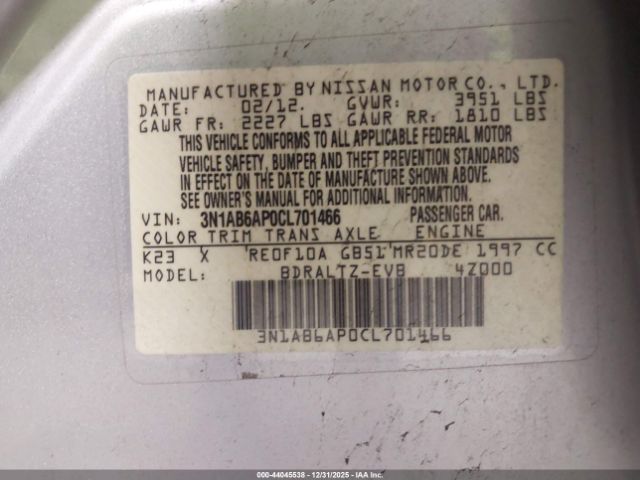 MANUFACTURED BY NISSAN MOTOR CO., LTD.
DATE: 02/12. GVWR: 3951 LBS
GAWR FR: 2227 LBS GAWR RR: 1810 LBS
THIS VEHICLE CONFORMS TO ALL APPLICABLE FEDERAL MOTOR
VEHICLE SAFETY, BUMPER AND THEFT PREVENTION STANDARDS
IN EFFECT ON THE DATE OF MANUFACTURE SHOWN ABOVE.
SEE OWNER'S MANUAL FOR ADDITIONAL INFORMATION.
VIN: 3N1AB6AP0CL701466 PASSENGER CAR.
COLOR TRIM TRANS AXLE ENGINE
K23 X RE0F10A GB51 MR20DE 1997 CC
MODEL: BDRALTZ-EVB 4Z000
3N1AB6AP0CL701466
000-44045538 - 12/31/2025 - IAAI.com